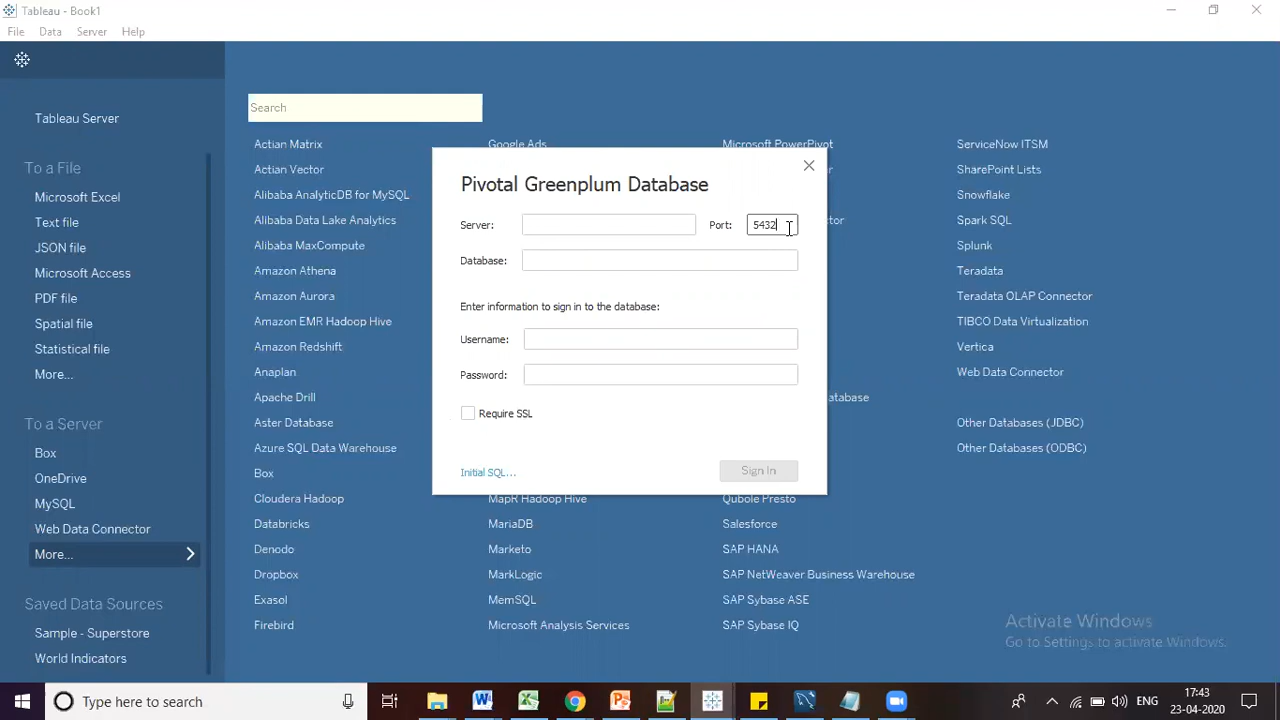 Tableau - Book1
File Data Server Help
Tableau Server
To a File
Microsoft Excel
Text file
JSON file
Microsoft Access
PDF file
Spatial file
Statistical file
More...
To a Server
Box
OneDrive
MySQL
Web Data Connector
More...
Saved Data Sources
Sample - Superstore
World Indicators
Search
Actian Matrix
Actian Vector
Alibaba AnalyticDB for MySQL
Alibaba Data Lake Analytics
Alibaba MaxCompute
Amazon Athena
Amazon Aurora
Amazon EMR Hadoop Hive
Amazon Redshift
Anaplan
Apache Drill
Aster Database
Azure SQL Data Warehouse
Box
Cloudera Hadoop
Databricks
Denodo
Dropbox
Exasol
Firebird
Google Ads
MapR Hadoop Hive
MariaDB
Marketo
MarkLogic
MemSQL
Microsoft Analysis Services
Microsoft PowerPivot
Qubole Presto
Salesforce
SAP HANA
SAP NetWeaver Business Warehouse
SAP Sybase ASE
SAP Sybase IQ
ServiceNow ITSM
SharePoint Lists
Snowflake
Spark SQL
Splunk
Teradata
Teradata OLAP Connector
TIBCO Data Virtualization
Vertica
Web Data Connector
Other Databases (JDBC)
Other Databases (ODBC)
Pivotal Greenplum Database
Server: Port: 5432
Database:
Enter information to sign in to the database:
Username:
Password:
Require SSL
Initial SQL... Sign In
Activate Windows
Go to Settings to activate Windows.
Type here to search
ENG
17:43
23-04-2020